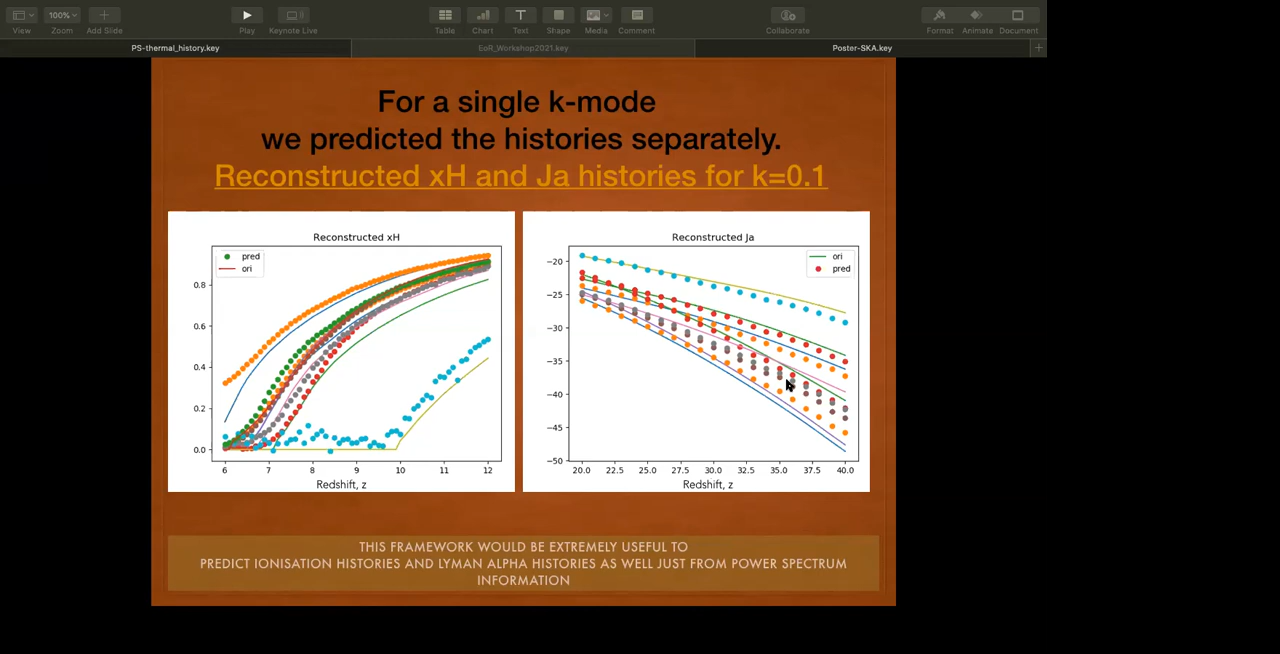 View
100%
Zoom
Add Slide
Play
Keynote Live
Table
Chart
Text
Shape
Media
Comment
Collaborate
Format
Animate
Document
PS-thermal_history.key
EoR_Workshop2021.key
Poster-SKA.key
For a single k-mode
we predicted the histories separately.
Reconstructed xH and Ja histories for k=0.1
Reconstructed xH
pred
ori
0.8
0.6
0.4
0.2
0.0
6 7 8 9 10 11 12
Redshift, z
Reconstructed Ja
ori
pred
−20
−25
−30
−35
−40
−45
−50
20.0 22.5 25.0 27.5 30.0 32.5 35.0 37.5 40.0
Redshift, z
THIS FRAMEWORK WOULD BE EXTREMELY USEFUL TO
PREDICT IONISATION HISTORIES AND LYMAN ALPHA HISTORIES AS WELL JUST FROM POWER SPECTRUM
INFORMATION